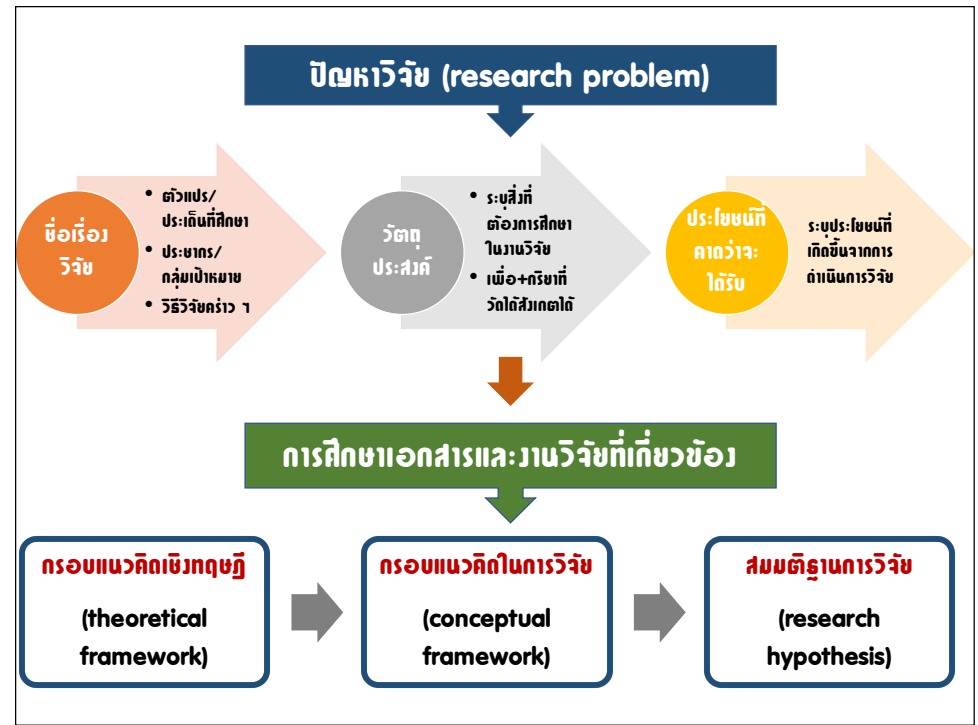 ปัญหาวิจัย (research problem)
ชื่อเรื่อง
วิจัย
• ตัวแปร/
ประเด็นที่ศึกษา
• ประชากร/
กลุ่มเป้าหมาย
• วิธีวิจัยคร่าว ๆ
วัตถุ
ประสงค์
• ระบุสิ่งที่
ต้องการศึกษา
ในงานวิจัย
• เพื่อ+กริยาที่
วัดได้สังเกตได้
ประโยชน์ที่
คาดว่าจะ
ได้รับ
ระบุประโยชน์ที่
เกิดขึ้นจากการ
ดำเนินการวิจัย
การศึกษาเอกสารและงานวิจัยที่เกี่ยวข้อง
กรอบแนวคิดเชิงทฤษฎี
(theoretical
framework)
กรอบแนวคิดในการวิจัย
(conceptual
framework)
สมมติฐานการวิจัย
(research
hypothesis)